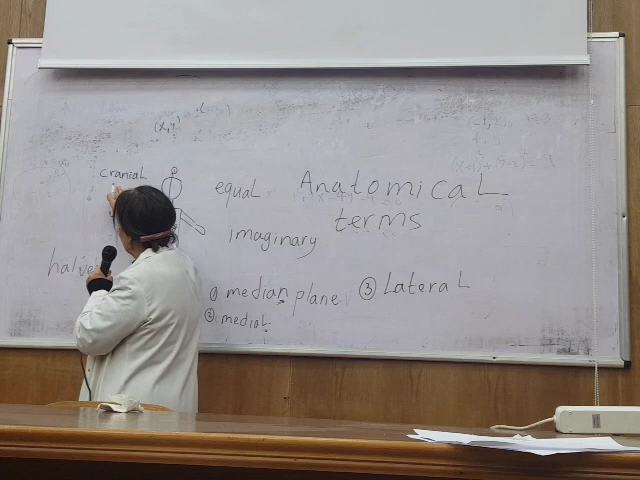 (x,y)
cranial
equal
Anatomical
terms
imaginary
① median plane
② medial
③ Lateral